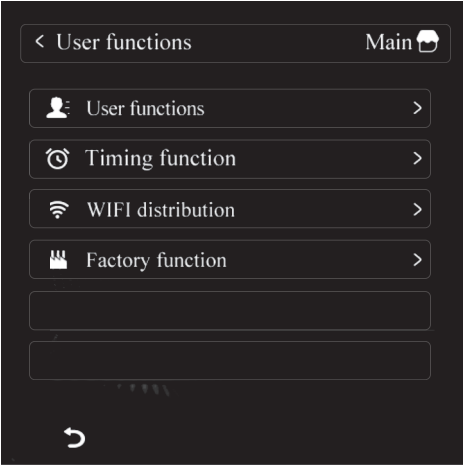 User functions Main
User functions
Timing function
WIFI distribution
Factory function